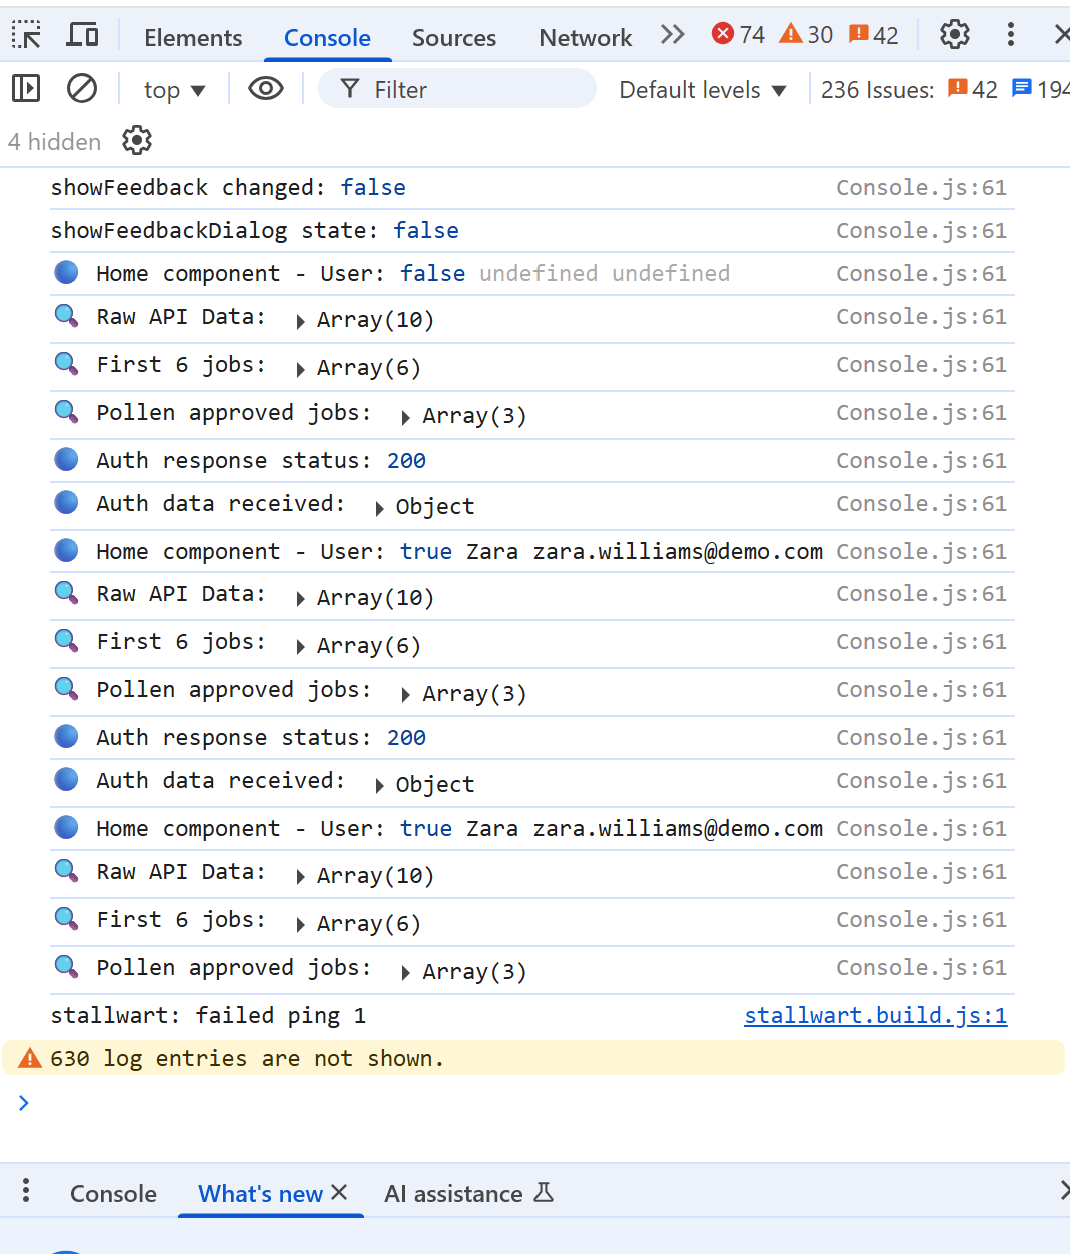 Elements Console Sources Network 74 30 42
top Filter Default levels 236 Issues: 42 194
4 hidden
showFeedback changed: false Console.js:61
showFeedbackDialog state: false Console.js:61
Home component - User: false undefined undefined Console.js:61
Raw API Data: Array(10) Console.js:61
First 6 jobs: Array(6) Console.js:61
Pollen approved jobs: Array(3) Console.js:61
Auth response status: 200 Console.js:61
Auth data received: Object Console.js:61
Home component - User: true Zara zara.williams@demo.com Console.js:61
Raw API Data: Array(10) Console.js:61
First 6 jobs: Array(6) Console.js:61
Pollen approved jobs: Array(3) Console.js:61
Auth response status: 200 Console.js:61
Auth data received: Object Console.js:61
Home component - User: true Zara zara.williams@demo.com Console.js:61
Raw API Data: Array(10) Console.js:61
First 6 jobs: Array(6) Console.js:61
Pollen approved jobs: Array(3) Console.js:61
stallwart: failed ping 1 stallwart.build.js:1
630 log entries are not shown.
Console What's new AI assistance